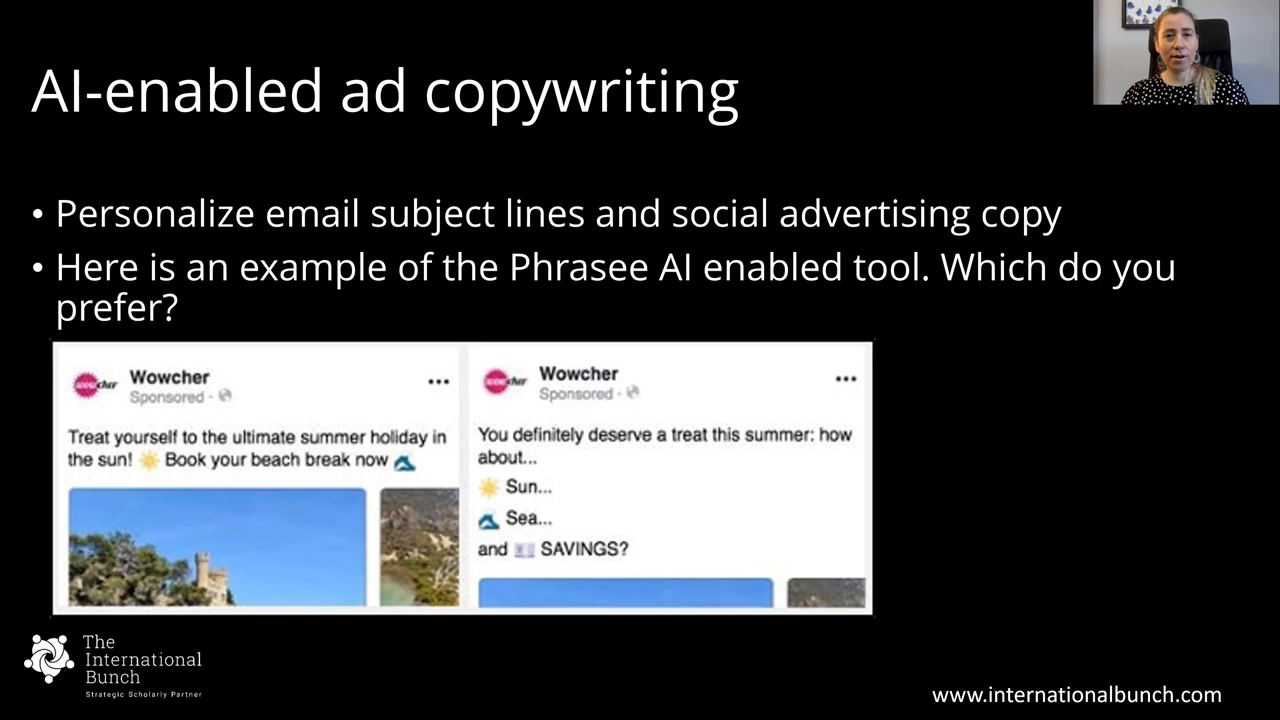 AI-enabled ad copywriting
• Personalize email subject lines and social advertising copy
• Here is an example of the Phrasee AI enabled tool. Which do you
prefer?
Wowcher
Sponsored ·
Treat yourself to the ultimate summer holiday in
the sun! ☀️ Book your beach break now 🌊
Wowcher
Sponsored ·
You definitely deserve a treat this summer: how
about...
☀️ Sun...
🌊 Sea...
and 💷 SAVINGS?
The
International
Bunch
Strategic Scholarly Partner
www.internationalbunch.com